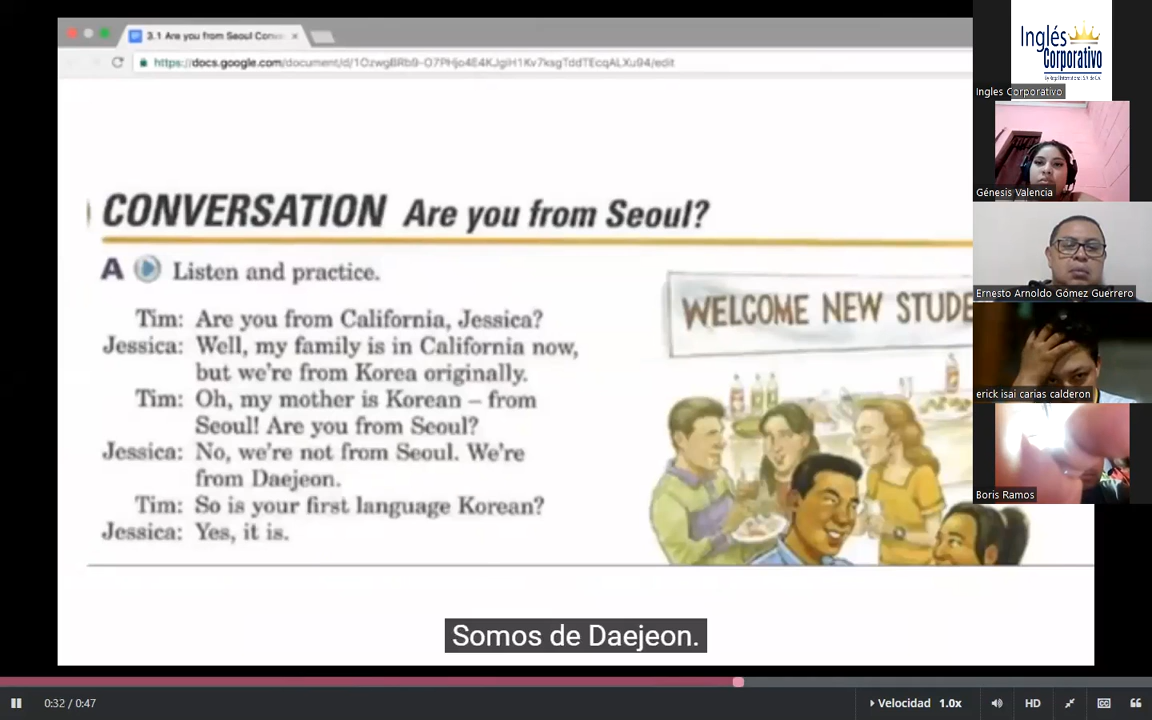 3.1 Are you from Seoul Conve
https://docs.google.com/document/d/1OzwgBRb9-O7PHjo4E4KJgiH1Kv7ksgTddTEcqALXu94/edit
CONVERSATION Are you from Seoul?
A Listen and practice.
Tim: Are you from California, Jessica?
Jessica: Well, my family is in California now,
but we're from Korea originally.
Tim: Oh, my mother is Korean – from
Seoul! Are you from Seoul?
Jessica: No, we're not from Seoul. We're
from Daejeon.
Tim: So is your first language Korean?
Jessica: Yes, it is.
WELCOME NEW STUDE
Somos de Daejeon.
0:32 / 0:47
Velocidad 1.0x
HD
CC
Inglés
Corporativo
Ingles Corporativo
Génesis Valencia
Ernesto Arnoldo Gómez Guerrero
erick isai carias calderon
Boris Ramos